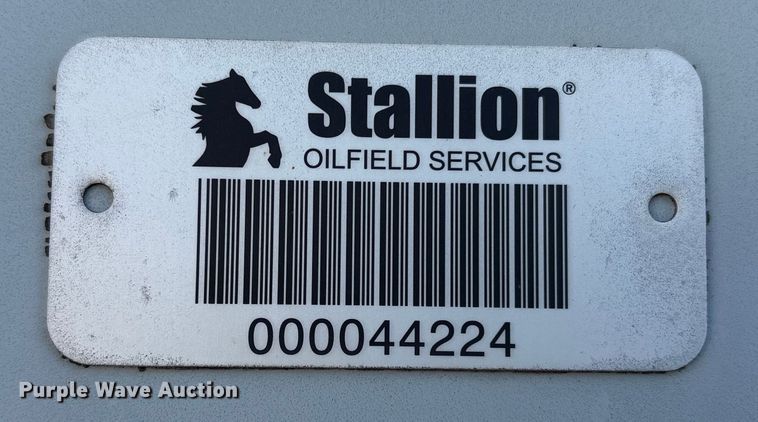 Stallion®
OILFIELD SERVICES
000044224
Purple Wave Auction